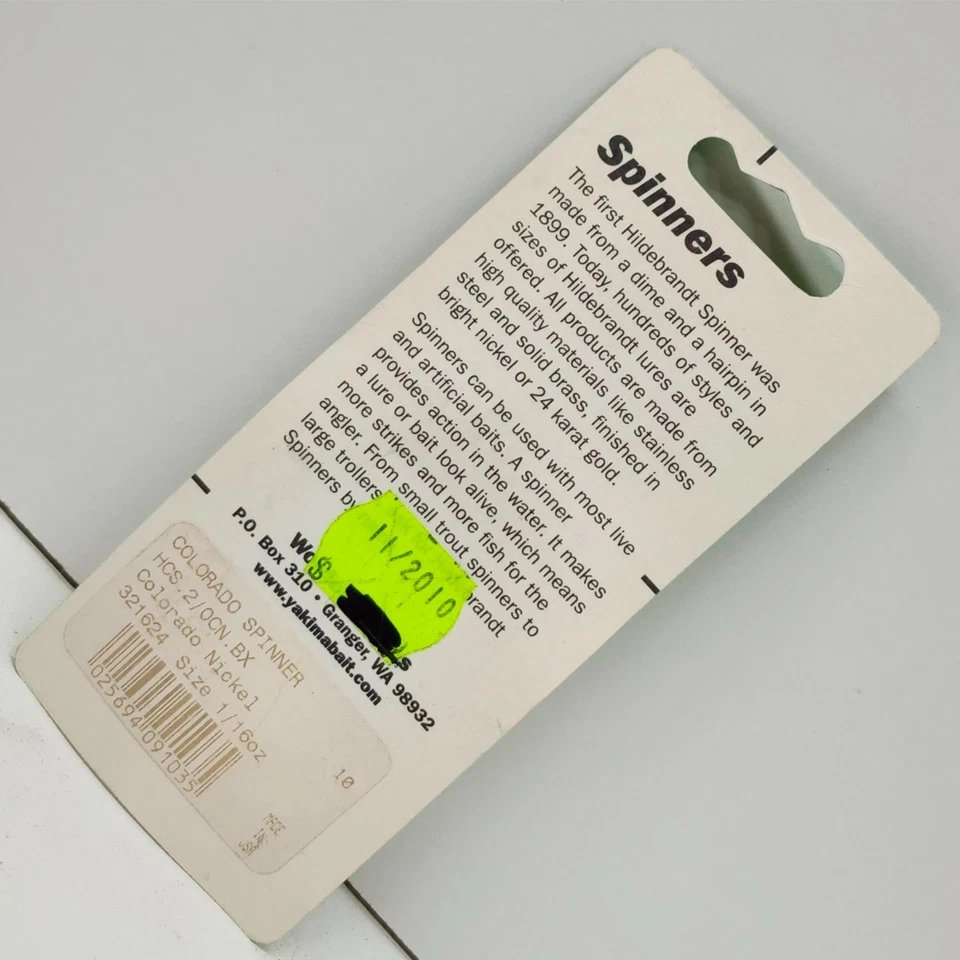 Spinners
The first Hildebrandt Spinner was
made from a dime and a hairpin in
1899. Today, hundreds of styles and
sizes of Hildebrandt lures are
offered. All products are made from
high quality materials like stainless
steel and solid brass, finished in
bright nickel or 24 karat gold.
Spinners can be used with most live
and artificial baits. A spinner
provides action in the water. It makes
a lure or bait look alive, which means
more strikes and more fish for the
angler. From small trout spinners to
large trollers
Spinners by
11/2010
$
P.O. Box 310 • Granger, WA 98932
www.yakimabait.com
COLORADO SPINNER
HCS.2/OCN.BX
Colorado Nickel
321624 Size 1/16oz
025694091035
10
MADE
IN
USA